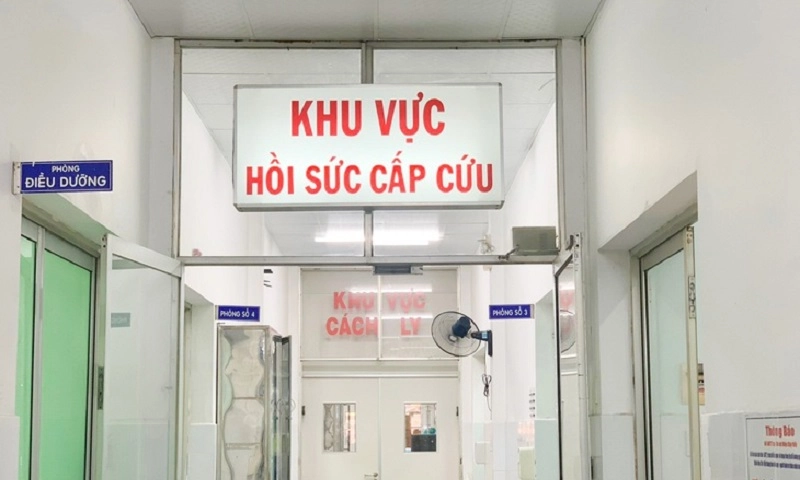 KHU VỰC
HỒI SỨC CẤP CỨU
PHÒNG
ĐIỀU DƯỠNG
PHÒNG SỐ 4
KHU VỰC
CÁCH LY
PHÒNG SỐ 3
Thông Báo